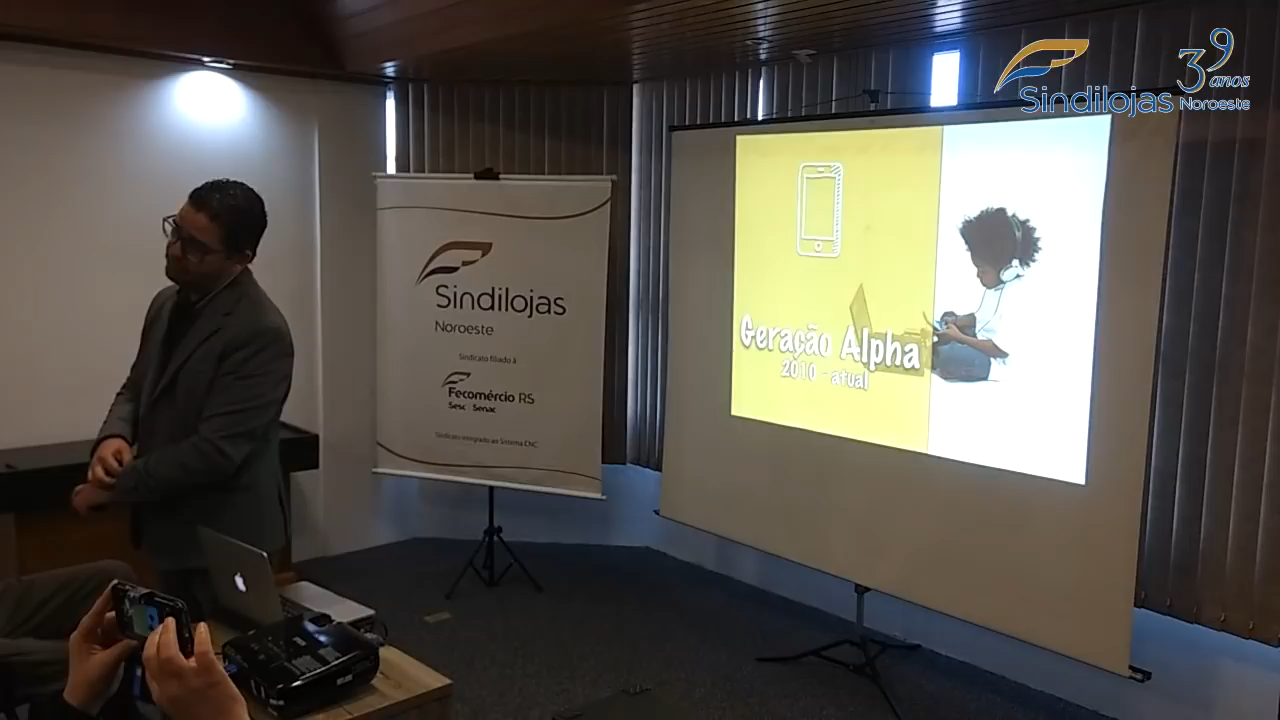 39
anos
Sindilojas Noroeste
Sindilojas
Noroeste
Sindicato filiado à
Fecomércio RS
Sesc Senac
Sindicato integrado ao Sistema CNC
Geração Alpha
2010 - atual